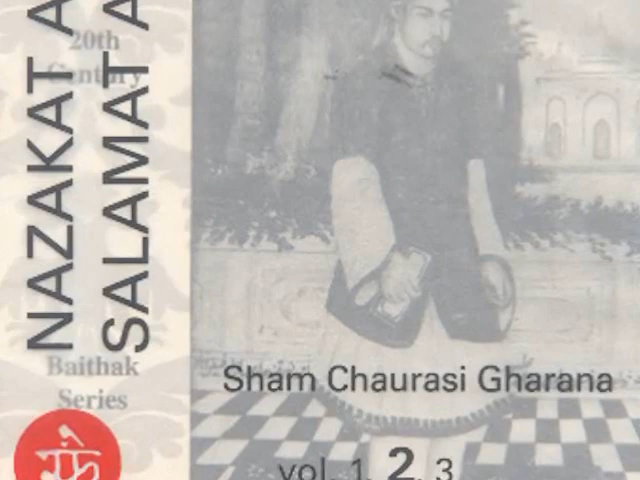 20th
Century
NAZAKAT A
SALAMAT A
Baithak
Series
Sham Chaurasi Gharana
vol. 1, 2, 3